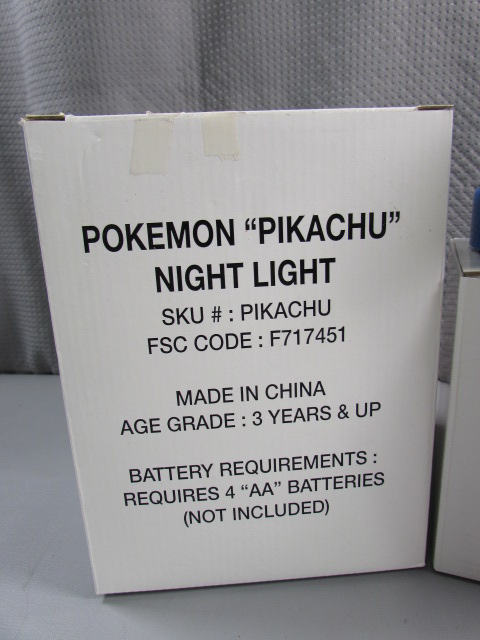 POKEMON “PIKACHU”
NIGHT LIGHT
SKU # : PIKACHU
FSC CODE : F717451
MADE IN CHINA
AGE GRADE : 3 YEARS & UP
BATTERY REQUIREMENTS :
REQUIRES 4 “AA” BATTERIES
(NOT INCLUDED)